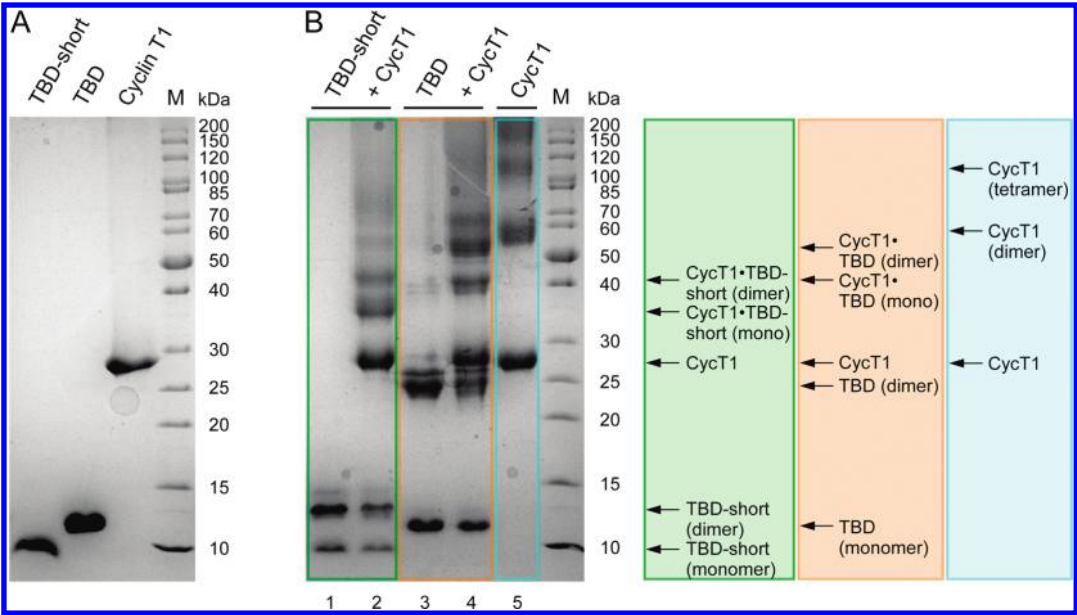 A
TBD-short
TBD
Cyclin T1
M
kDa
200
150
120
100
85
70
60
50
40
30
25
20
15
10
B
TBD-short
+ CycT1
TBD
+ CycT1
CycT1
M
kDa
200
150
120
100
85
70
60
50
40
30
25
20
15
10
1
2
3
4
5
CycT1•TBD-
short (dimer)
CycT1•TBD-
short (mono)
CycT1
TBD-short
(dimer)
TBD-short
(monomer)
CycT1•
TBD (dimer)
CycT1•
TBD (mono)
CycT1
TBD (dimer)
TBD
(monomer)
CycT1
(tetramer)
CycT1
(dimer)
CycT1